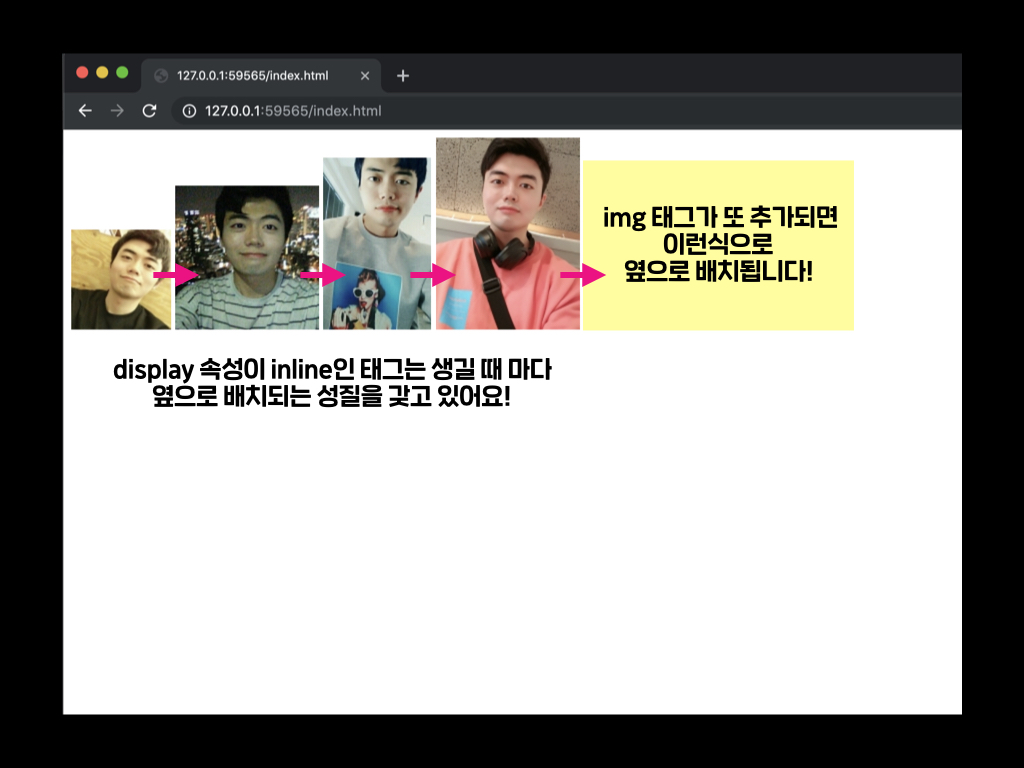 127.0.0.1:59565/index.html
127.0.0.1:59565/index.html
img 태그가 또 추가되면
이런식으로
옆으로 배치됩니다!
display 속성이 inline인 태그는 생길 때 마다
옆으로 배치되는 성질을 갖고 있어요!